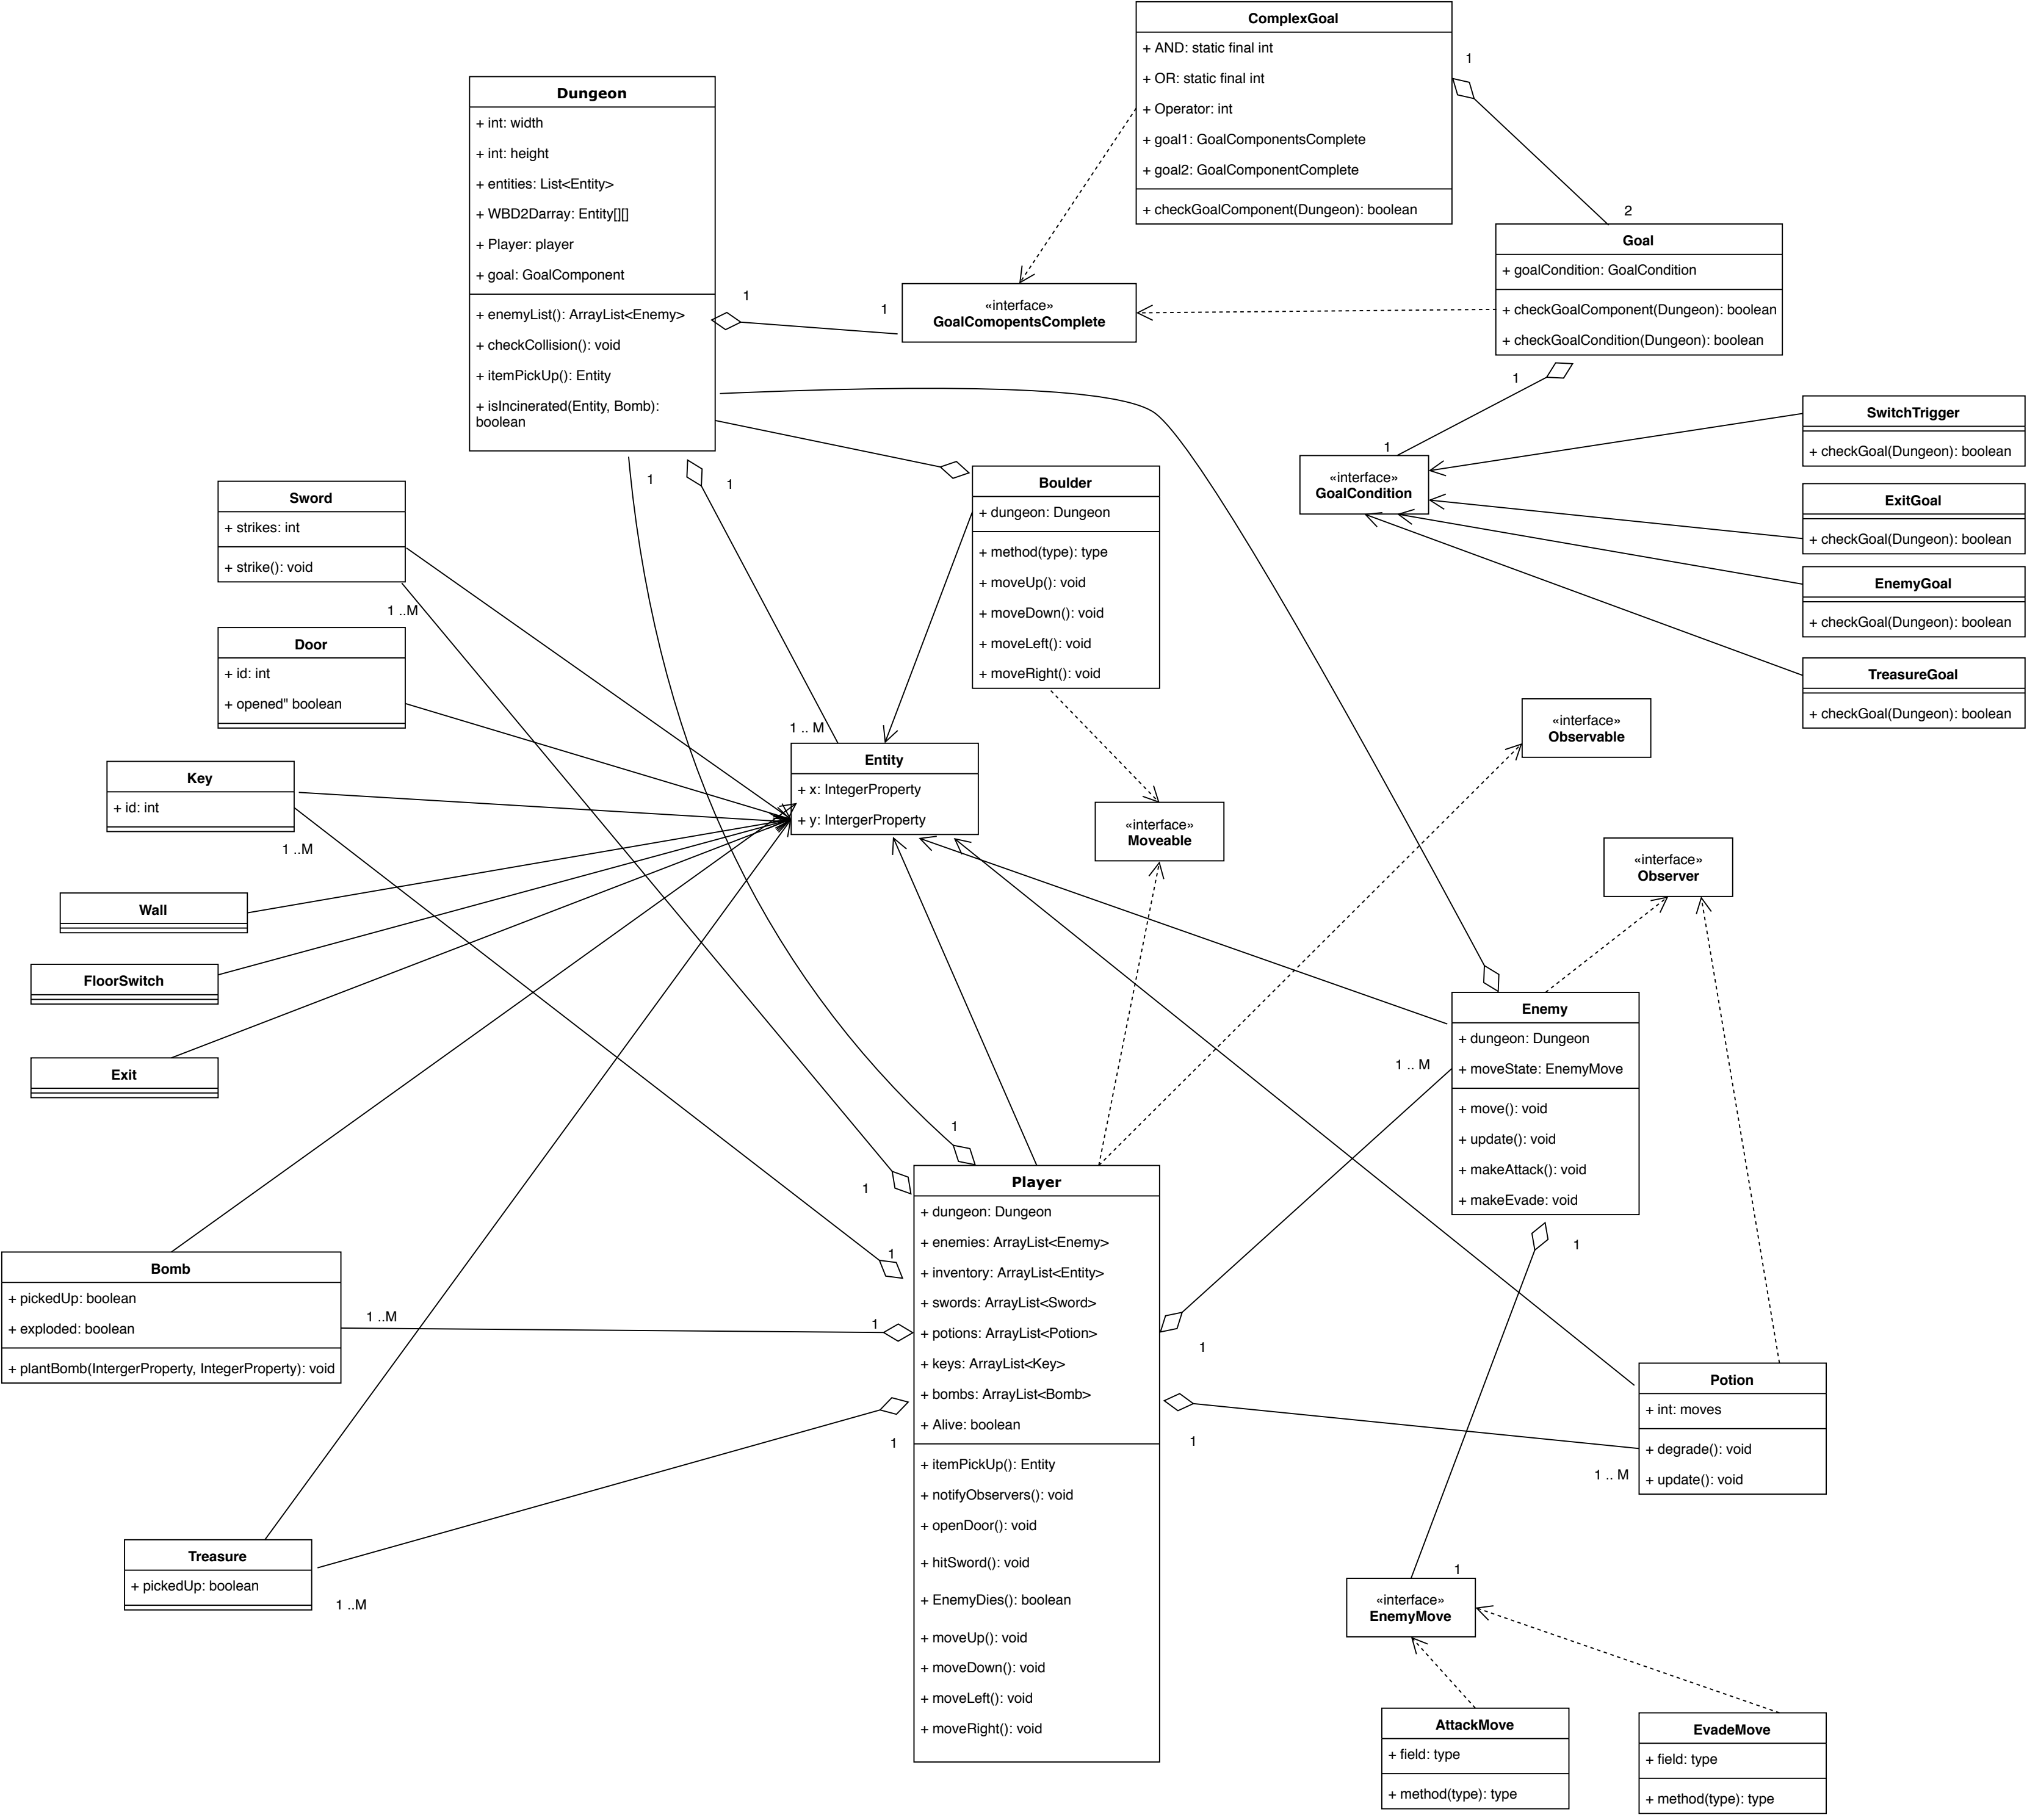 ComplexGoal
+ AND: static final int
+ OR: static final int
+ Operator: int
+ goal1: GoalComponentsComplete
+ goal2: GoalComponentComplete
+ checkGoalComponent(Dungeon): boolean
1
2
Dungeon
+ int: width
+ int: height
+ entities: List<Entity>
+ WBD2Darray: Entity[][]
+ Player: player
+ goal: GoalComponent
+ enemyList(): ArrayList<Enemy>
+ checkCollision(): void
+ itemPickUp(): Entity
+ isIncinerated(Entity, Bomb):
boolean
1
1
«interface»
GoalComopentsComplete
Goal
+ goalCondition: GoalCondition
+ checkGoalComponent(Dungeon): boolean
+ checkGoalCondition(Dungeon): boolean
1
1
«interface»
GoalCondition
SwitchTrigger
+ checkGoal(Dungeon): boolean
ExitGoal
+ checkGoal(Dungeon): boolean
EnemyGoal
+ checkGoal(Dungeon): boolean
TreasureGoal
+ checkGoal(Dungeon): boolean
1
1
Boulder
+ dungeon: Dungeon
+ method(type): type
+ moveUp(): void
+ moveDown(): void
+ moveLeft(): void
+ moveRight(): void
Sword
+ strikes: int
+ strike(): void
1 ..M
Door
+ id: int
+ opened" boolean
Key
+ id: int
1 ..M
1 .. M
Entity
+ x: IntegerProperty
+ y: IntergerProperty
«interface»
Moveable
«interface»
Observable
«interface»
Observer
Wall
FloorSwitch
Exit
Enemy
+ dungeon: Dungeon
+ moveState: EnemyMove
+ move(): void
+ update(): void
+ makeAttack(): void
+ makeEvade: void
1 .. M
1
1
1
1
Bomb
+ pickedUp: boolean
+ exploded: boolean
+ plantBomb(IntergerProperty, IntegerProperty): void
1 ..M
1
Player
+ dungeon: Dungeon
+ enemies: ArrayList<Enemy>
+ inventory: ArrayList<Entity>
+ swords: ArrayList<Sword>
+ potions: ArrayList<Potion>
+ keys: ArrayList<Key>
+ bombs: ArrayList<Bomb>
+ Alive: boolean
+ itemPickUp(): Entity
+ notifyObservers(): void
+ openDoor(): void
+ hitSword(): void
+ EnemyDies(): boolean
+ moveUp(): void
+ moveDown(): void
+ moveLeft(): void
+ moveRight(): void
1
1
1
Potion
+ int: moves
+ degrade(): void
+ update(): void
1 .. M
Treasure
+ pickedUp: boolean
1 ..M
1
«interface»
EnemyMove
AttackMove
+ field: type
+ method(type): type
EvadeMove
+ field: type
+ method(type): type